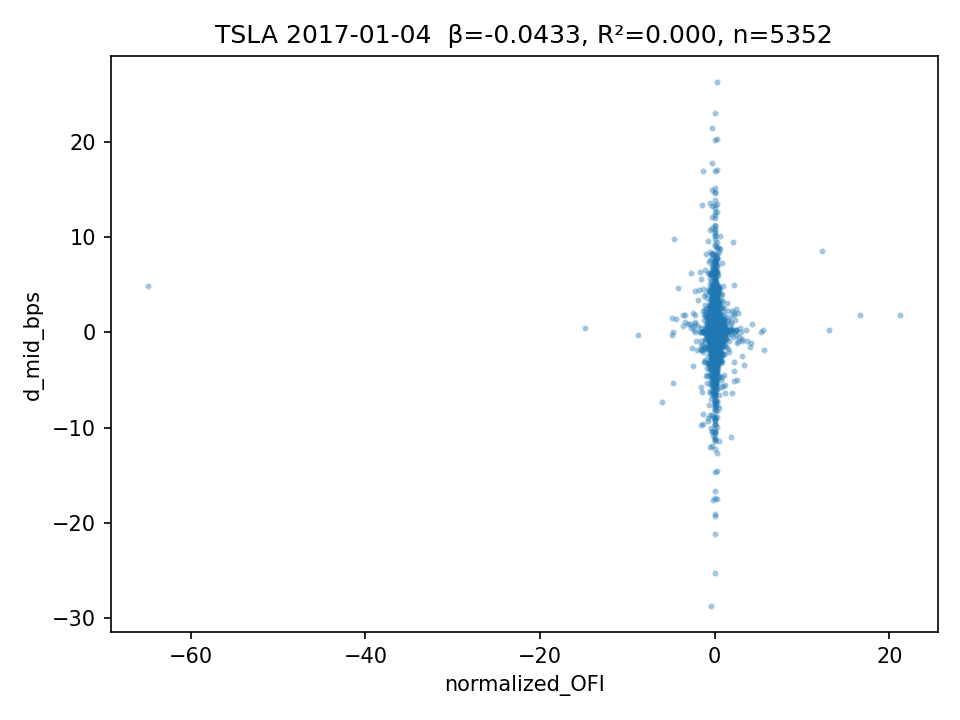 TSLA 2017-01-04  β=-0.0433, R²=0.000, n=5352
20
10
0
−10
−20
−30
d_mid_bps
−60 −40 −20 0 20
normalized_OFI